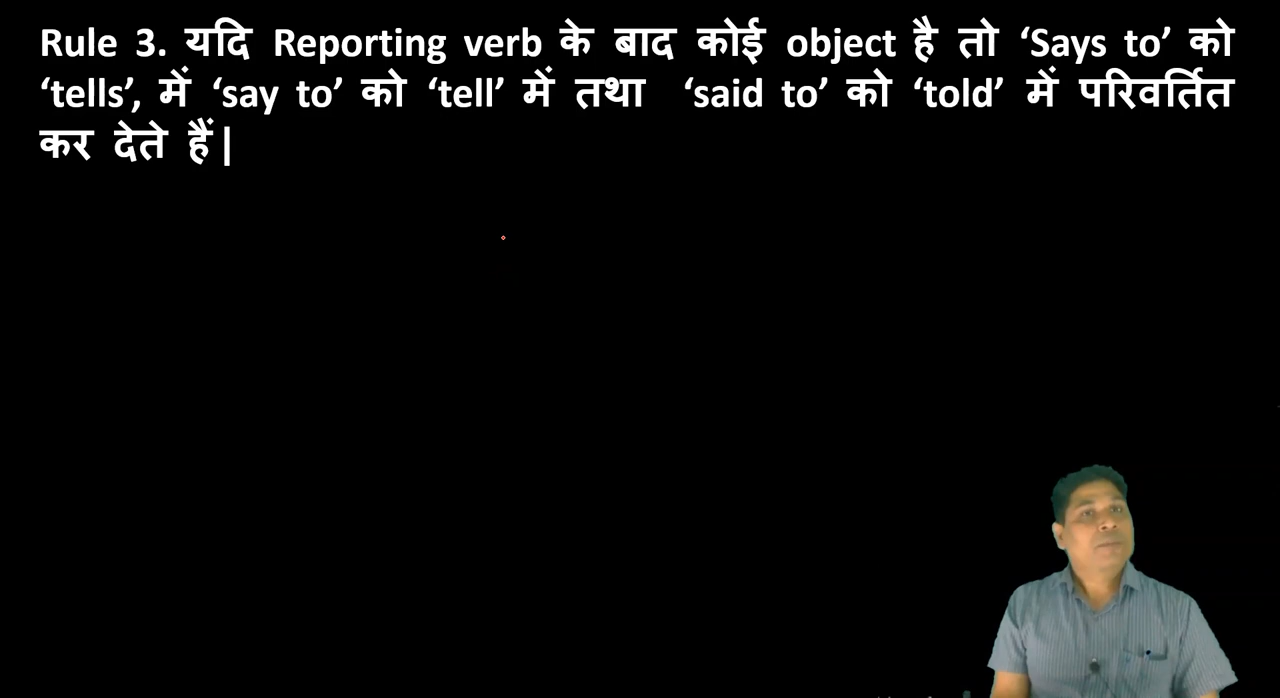 Rule 3. यदि Reporting verb के बाद कोई object है तो ‘Says to’ को
‘tells’, में ‘say to’ को ‘tell’ में तथा ‘said to’ को ‘told’ में परिवर्तित
कर देते हैं|